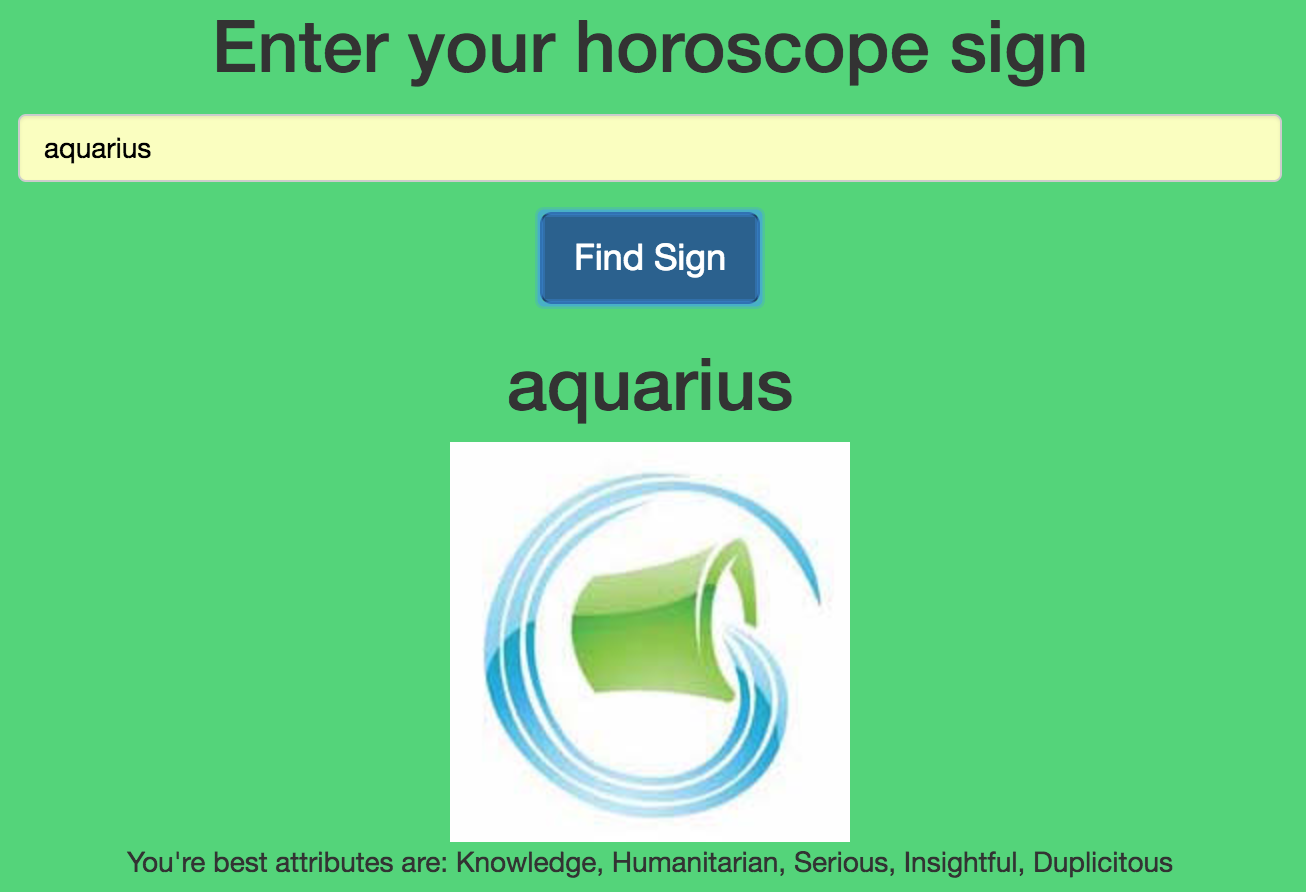 Enter your horoscope sign
aquarius
Find Sign
aquarius
You're best attributes are: Knowledge, Humanitarian, Serious, Insightful, Duplicitous